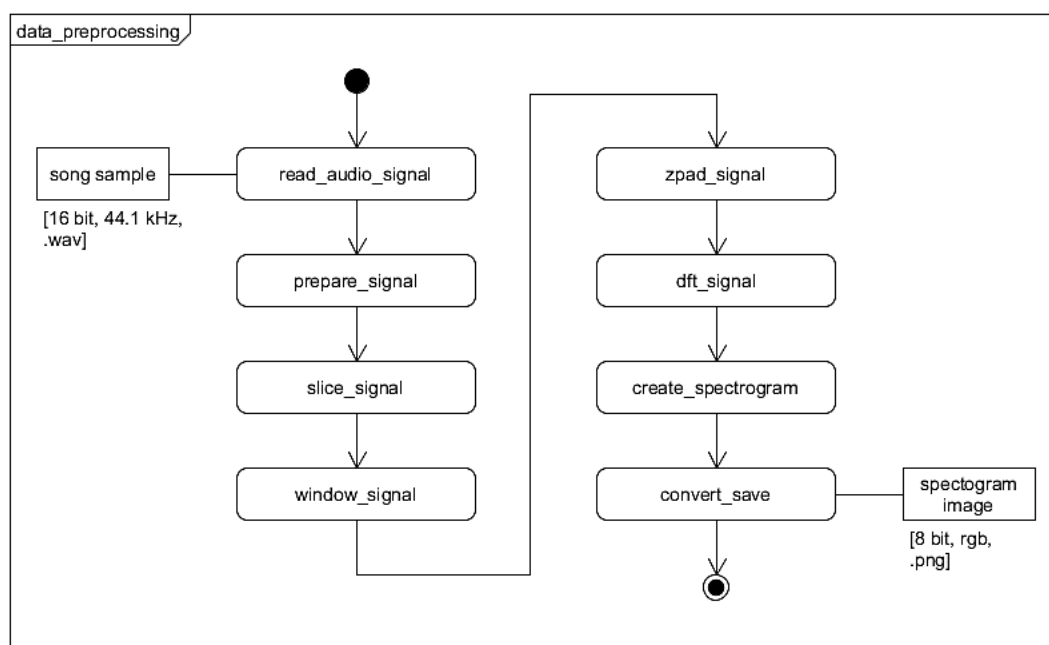 data_preprocessing
song sample
[16 bit, 44.1 kHz,
.wav]
read_audio_signal
prepare_signal
slice_signal
window_signal
zpad_signal
dft_signal
create_spectrogram
convert_save
spectogram
image
[8 bit, rgb,
.png]